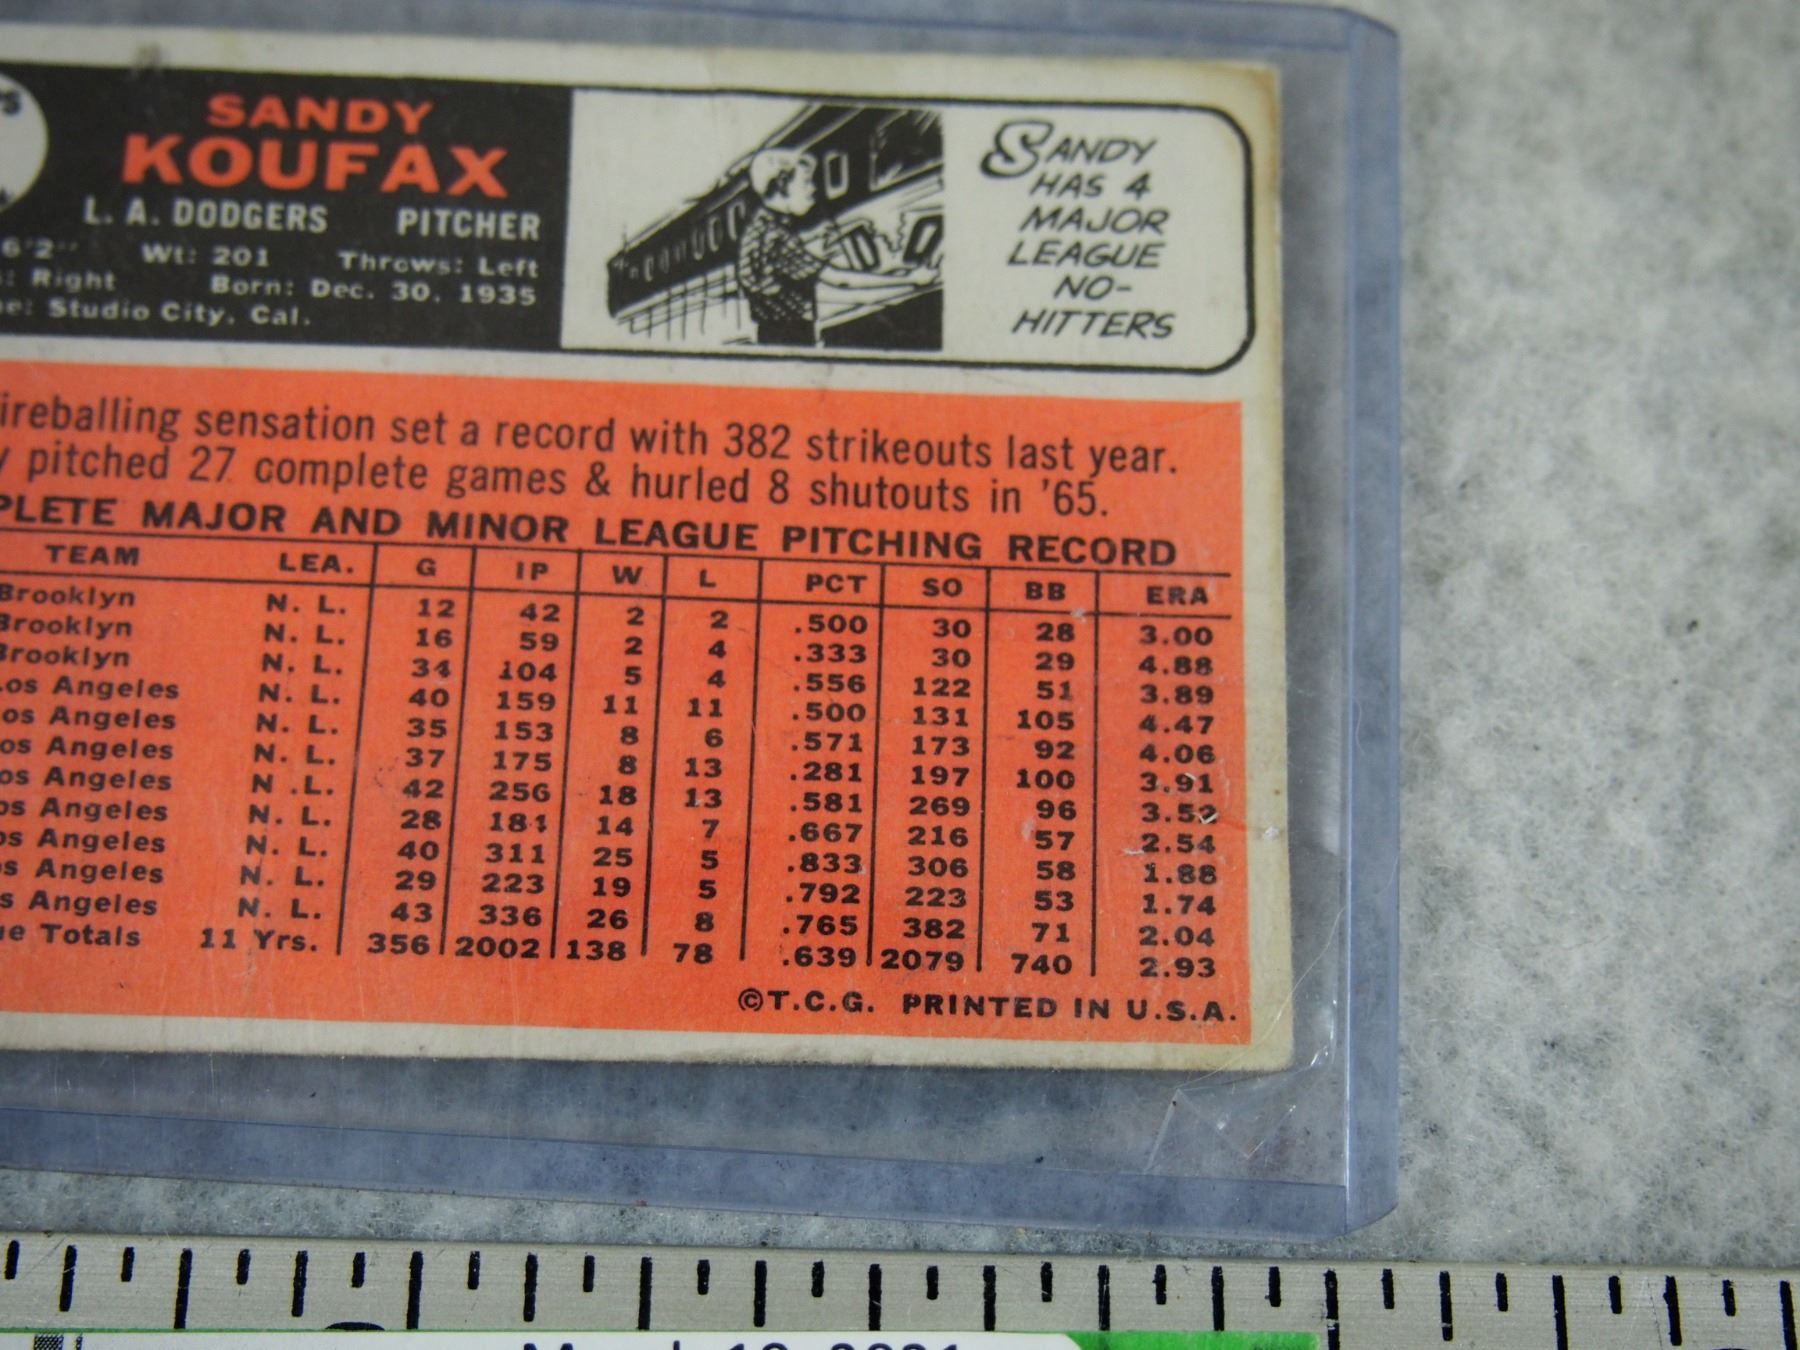 SANDY
KOUFAX
L. A. DODGERS PITCHER
6'2" Wt: 201 Throws: Left
Right Born: Dec. 30, 1935
Studio City, Cal.
SANDY
HAS 4
MAJOR
LEAGUE
NO-
HITTERS
ireballing sensation set a record with 382 strikeouts last year.
y pitched 27 complete games & hurled 8 shutouts in '65.
PLETE MAJOR AND MINOR LEAGUE PITCHING RECORD
TEAM LEA. G IP W L PCT SO BB ERA
Brooklyn N. L. 12 42 2 2 .500 30 28 3.00
Brooklyn N. L. 16 59 2 4 .333 30 29 4.88
Brooklyn N. L. 34 104 5 4 .556 122 51 3.89
Los Angeles N. L. 40 159 11 11 .500 131 105 4.47
os Angeles N. L. 35 153 8 6 .571 173 92 4.06
os Angeles N. L. 37 175 8 13 .281 197 100 3.91
os Angeles N .L. 42 256 18 13 .581 269 96 3.52
os Angeles N. L. 28 184 14 7 .667 216 57 2.54
os Angeles N. L. 40 311 25 5 .833 306 58 1.88
s Angeles N. L. 29 223 19 5 .792 223 53 1.74
s Angeles N. L. 43 336 26 8 .765 382 71 2.04
ue Totals 11 Yrs. 356 2002 138 78 .639 2079 740 2.93
©T.C.G. PRINTED IN U.S.A.